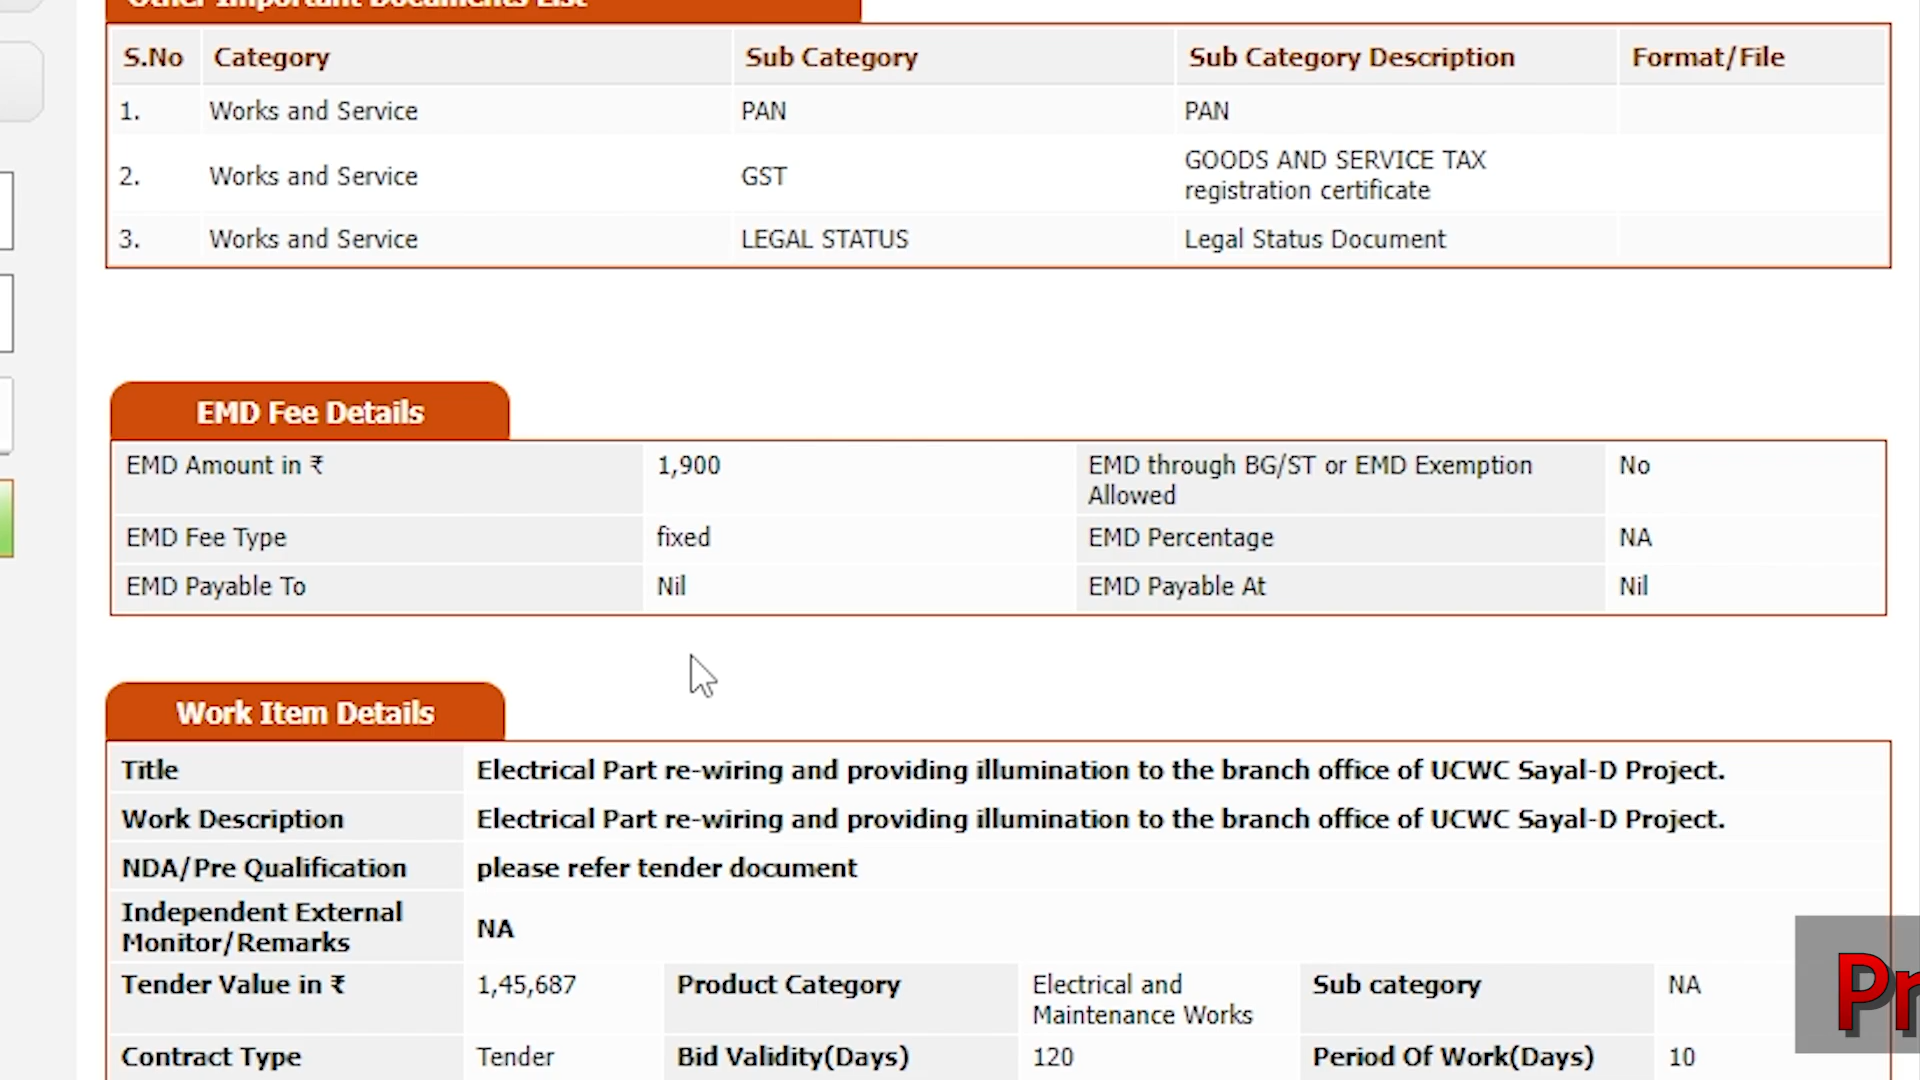 Other Important Documents List
S.No Category Sub Category Sub Category Description Format/File
1. Works and Service PAN PAN
2. Works and Service GST GOODS AND SERVICE TAX
registration certificate
3. Works and Service LEGAL STATUS Legal Status Document
EMD Fee Details
EMD Amount in ₹ 1,900 EMD through BG/ST or EMD Exemption No
Allowed
EMD Fee Type fixed EMD Percentage NA
EMD Payable To Nil EMD Payable At Nil
Work Item Details
Title Electrical Part re-wiring and providing illumination to the branch office of UCWC Sayal-D Project.
Work Description Electrical Part re-wiring and providing illumination to the branch office of UCWC Sayal-D Project.
NDA/Pre Qualification please refer tender document
Independent External
Monitor/Remarks NA
Tender Value in ₹ 1,45,687 Product Category Electrical and Sub category NA
Maintenance Works
Contract Type Tender Bid Validity(Days) 120 Period Of Work(Days) 10